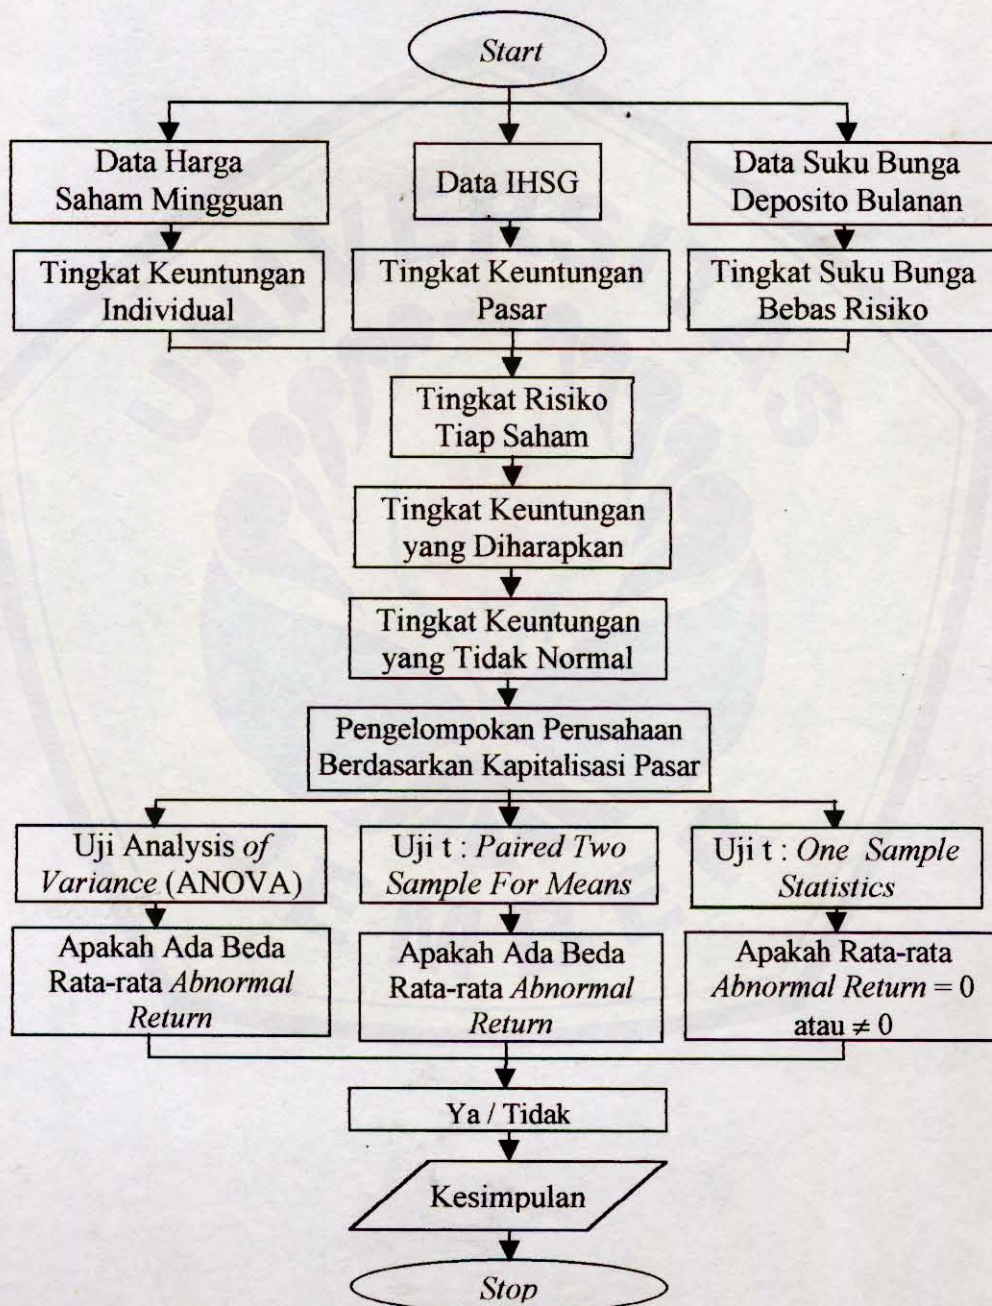 Start
Data Harga
Saham Mingguan
Data IHSG
Data Suku Bunga
Deposito Bulanan
Tingkat Keuntungan
Individual
Tingkat Keuntungan
Pasar
Tingkat Suku Bunga
Bebas Risiko
Tingkat Risiko
Tiap Saham
Tingkat Keuntungan
yang Diharapkan
Tingkat Keuntungan
yang Tidak Normal
Pengelompokan Perusahaan
Berdasarkan Kapitalisasi Pasar
Uji Analysis of
Variance (ANOVA)
Uji t : Paired Two
Sample For Means
Uji t : One Sample
Statistics
Apakah Ada Beda
Rata-rata Abnormal
Return
Apakah Ada Beda
Rata-rata Abnormal
Return
Apakah Rata-rata
Abnormal Return = 0
atau ≠ 0
Ya / Tidak
Kesimpulan
Stop